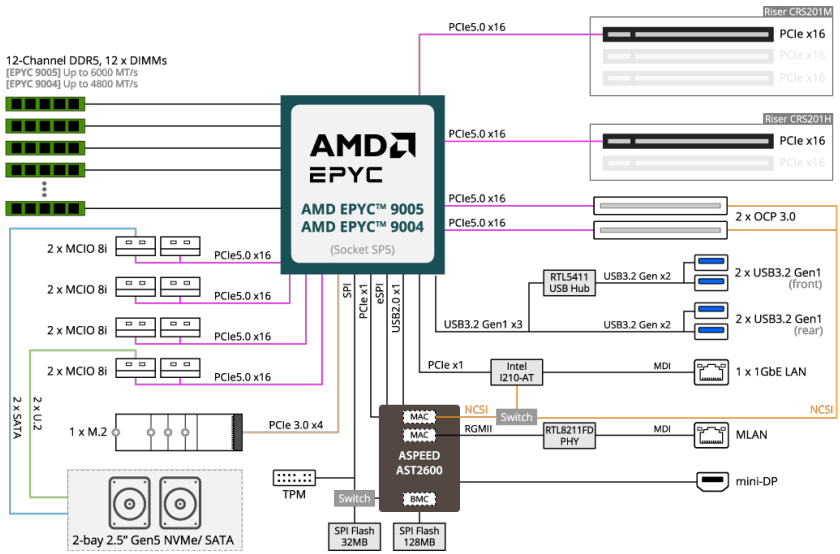 Riser CRS201M
PCIe5.0 x16
PCIe x16
PCIe x16
PCIe x16
12-Channel DDR5, 12 x DIMMs
[EPYC 9005] Up to 6000 MT/s
[EPYC 9004] Up to 4800 MT/s
Riser CRS201H
PCIe5.0 x16
PCIe x16
PCIe x16
AMD
EPYC
AMD EPYC™ 9005
AMD EPYC™ 9004
(Socket SP5)
PCIe5.0 x16
PCIe5.0 x16
2 x OCP 3.0
2 x MCIO 8i
PCIe5.0 x16
2 x MCIO 8i
PCIe5.0 x16
2 x MCIO 8i
PCIe5.0 x16
2 x MCIO 8i
PCIe5.0 x16
SPI
PCIe x1
eSPI
USB2.0 x1
RTL5411
USB Hub
USB3.2 Gen x2
2 x USB3.2 Gen1
(front)
USB3.2 Gen1 x3
USB3.2 Gen x2
2 x USB3.2 Gen1
(rear)
PCIe x1
Intel
I210-AT
MDI
1 x 1GbE LAN
2 x SATA
2 x U.2
1 x M.2
PCIe 3.0 x4
MAC
NCSI
Switch
NCSI
MAC
RGMII
RTL8211FD
PHY
MDI
MLAN
ASPEED
AST2600
TPM
Switch
BMC
mini-DP
2-bay 2.5" Gen5 NVMe/ SATA
SPI Flash
32MB
SPI Flash
128MB